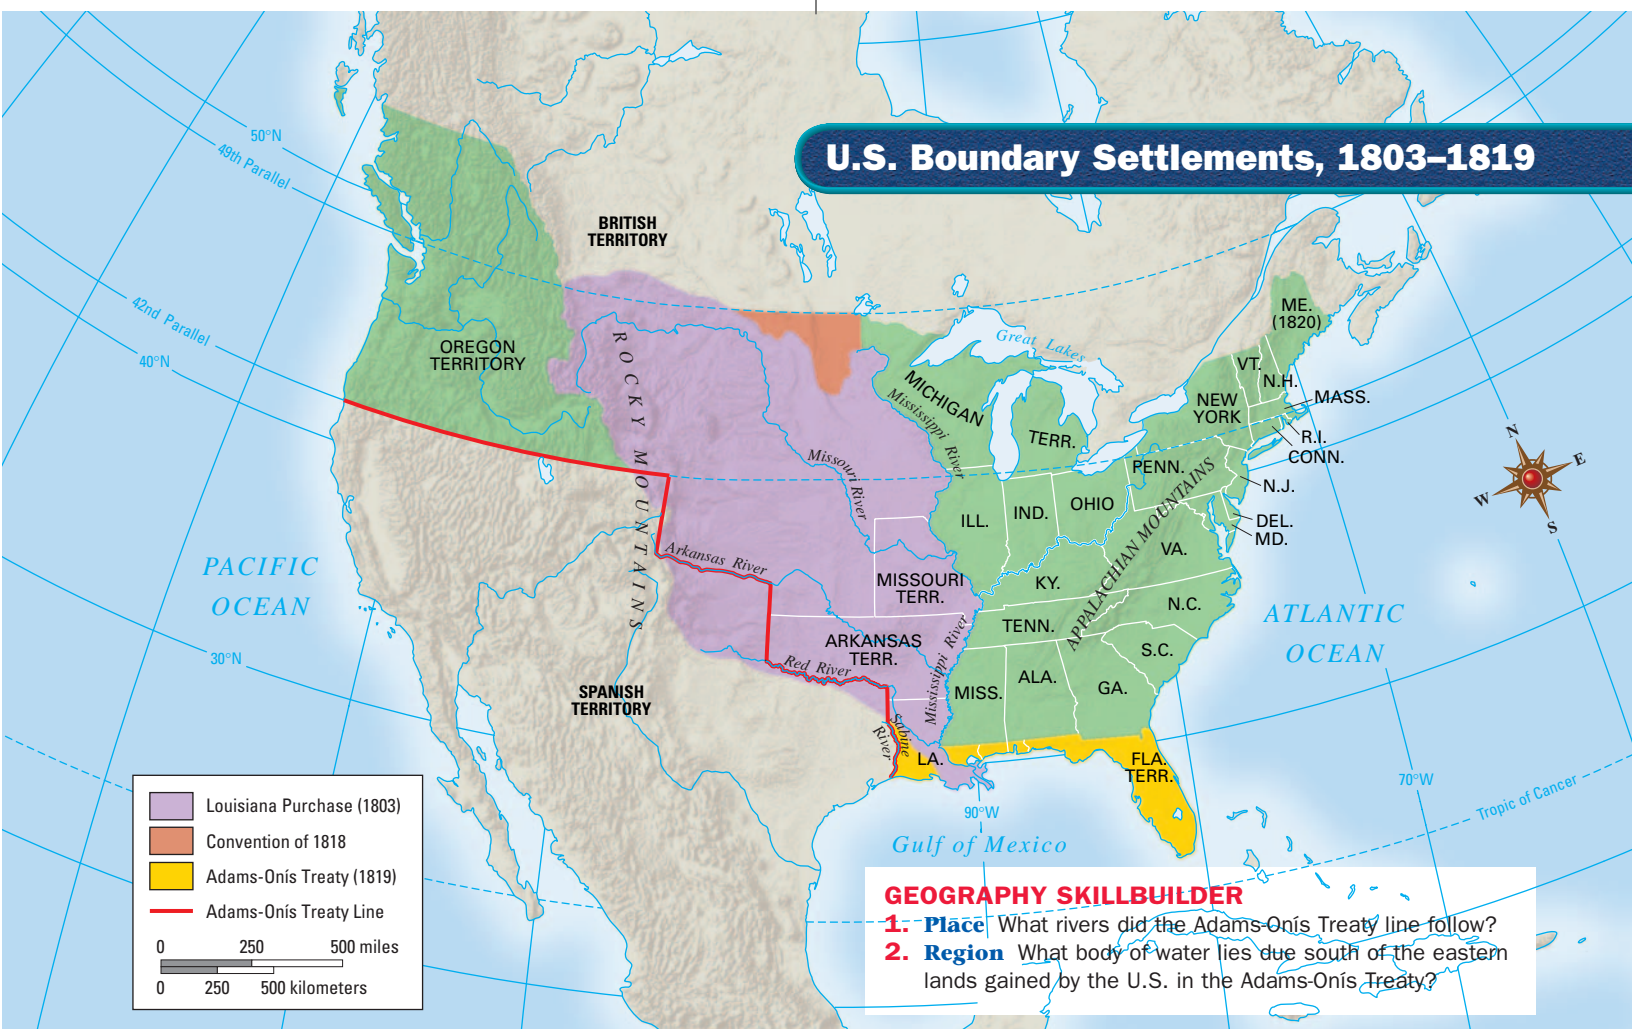 U.S. Boundary Settlements, 1803–1819
50°N
49th Parallel
42nd Parallel
40°N
30°N
BRITISH
TERRITORY
OREGON
TERRITORY
ROCKY MOUNTAINS
Great Lakes
ME.
(1820)
VT.
N.H.
MASS.
NEW
YORK
R.I.
CONN.
MICHIGAN
TERR.
Mississippi River
Missouri River
PENN.
N.J.
ILL.
IND.
OHIO
DEL.
MD.
VA.
APPALACHIAN MOUNTAINS
N
E
W
S
PACIFIC
OCEAN
Arkansas River
MISSOURI
TERR.
KY.
N.C.
ATLANTIC
OCEAN
TENN.
ARKANSAS
TERR.
Mississippi River
S.C.
Red River
MISS.
ALA.
GA.
SPANISH
TERRITORY
Sabine
River
LA.
FLA.
TERR.
70°W
Tropic of Cancer
90°W
Gulf of Mexico
Louisiana Purchase (1803)
Convention of 1818
Adams-Onís Treaty (1819)
Adams-Onís Treaty Line
0 250 500 miles
0 250 500 kilometers
GEOGRAPHY SKILLBUILDER
1. Place What rivers did the Adams-Onís Treaty line follow?
2. Region What body of water lies due south of the eastern
lands gained by the U.S. in the Adams-Onís Treaty?